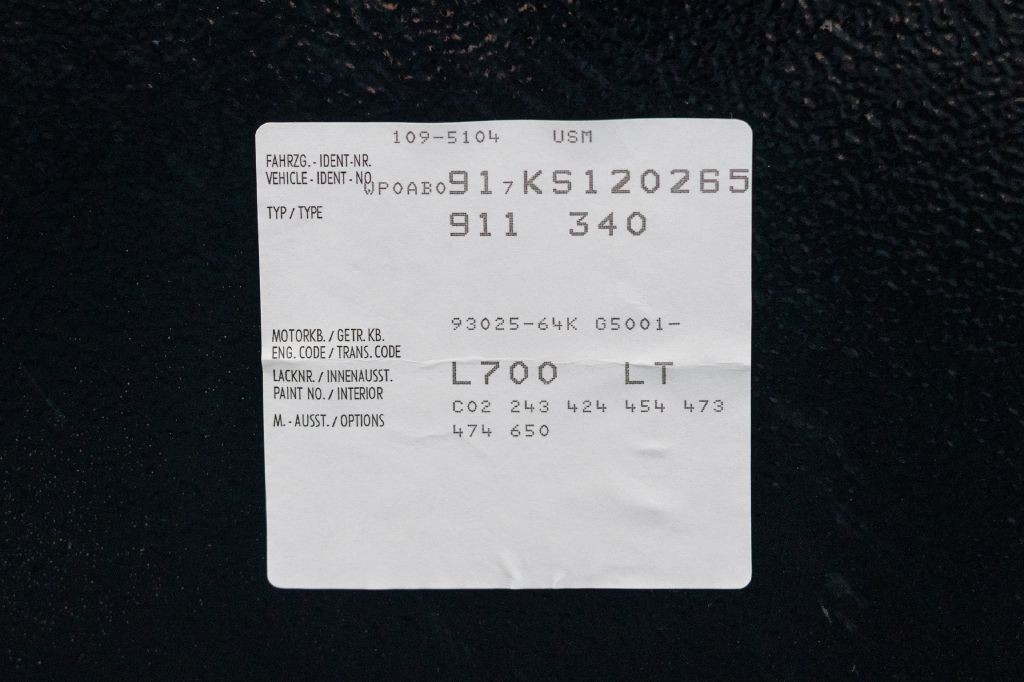 109-5104 USM
FAHRZG.-IDENT-NR.
VEHICLE-IDENT-NO. WP0AB0917KS120265
TYP/TYPE 911 340
93025-64K G5001-
MOTORKB./GETR.KB.
ENG.CODE/TRANS.CODE
LACKNR./INNENAUSST. L700 LT
PAINT NO./INTERIOR
C02 243 424 454 473
M.-AUSST./OPTIONS
474 650